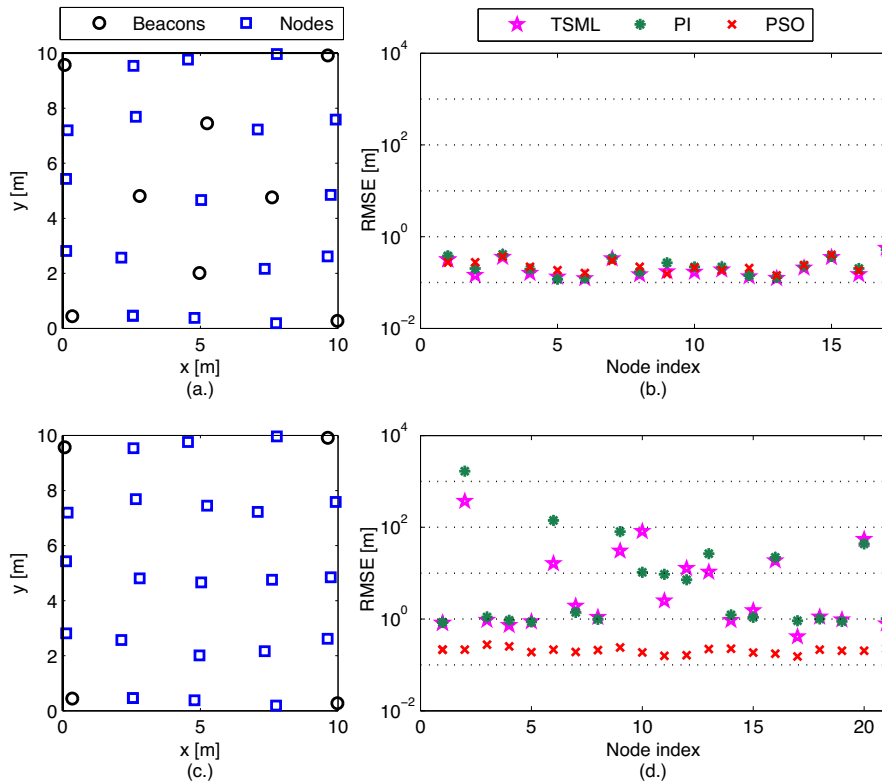 Beacons Nodes
TSML PI PSO
10
8
6
4
2
0
y [m]
0 5 10
x [m]
(a.)
10^4
10^2
10^0
10^−2
RMSE [m]
0 5 10 15
Node index
(b.)
10
8
6
4
2
0
y [m]
0 5 10
x [m]
(c.)
10^4
10^2
10^0
10^−2
RMSE [m]
0 5 10 15 20
Node index
(d.)